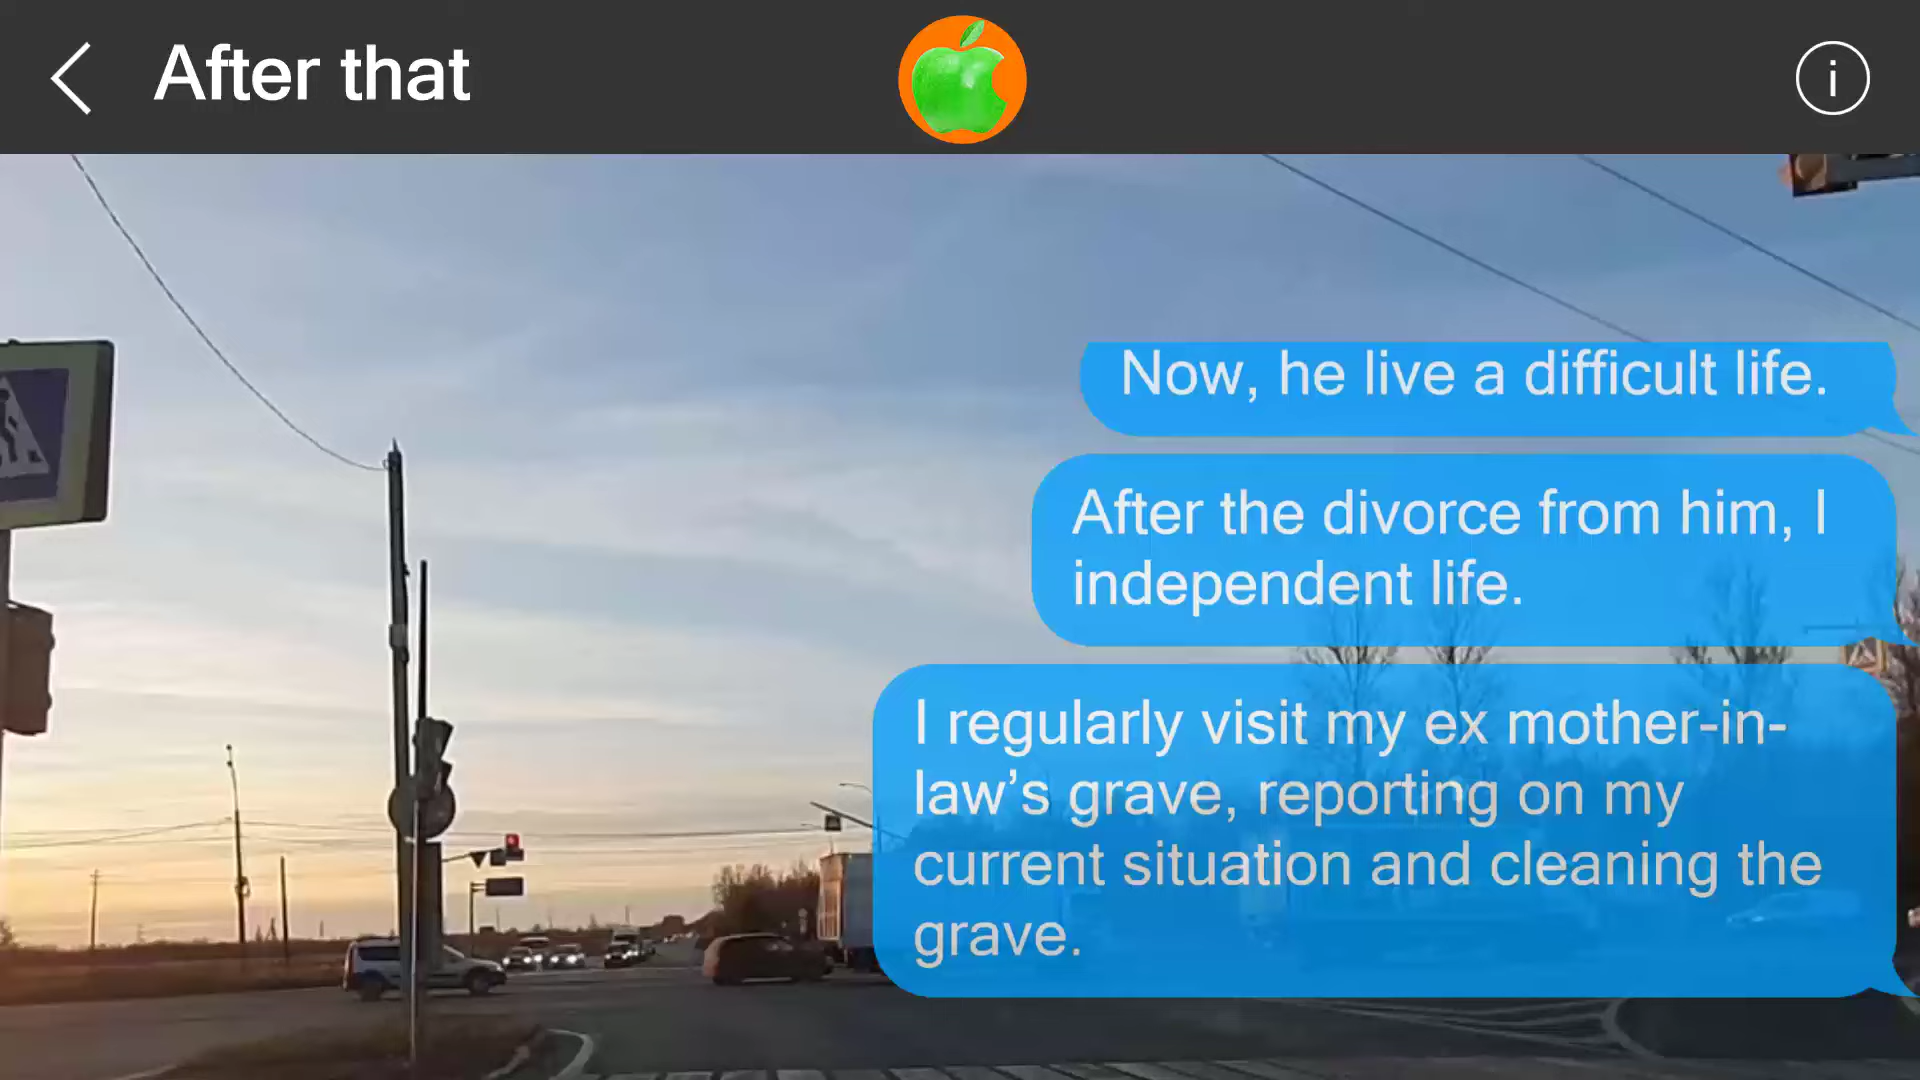 After that
i
Now, he live a difficult life.
After the divorce from him, I
independent life.
I regularly visit my ex mother-in-
law’s grave, reporting on my
current situation and cleaning the
grave.